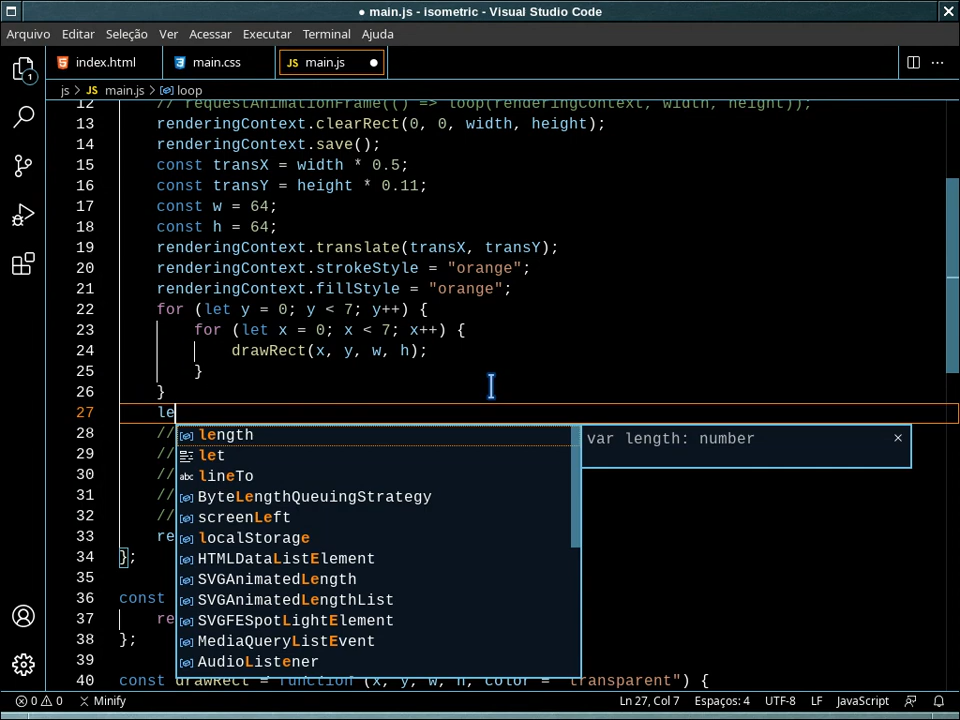 ● main.js - isometric - Visual Studio Code
Arquivo Editar Seleção Ver Acessar Executar Terminal Ajuda
index.html main.css JS main.js
js > JS main.js > loop
12 // requestAnimationFrame(() => loop(renderingContext, width, height));
13 renderingContext.clearRect(0, 0, width, height);
14 renderingContext.save();
15 const transX = width * 0.5;
16 const transY = height * 0.11;
17 const w = 64;
18 const h = 64;
19 renderingContext.translate(transX, transY);
20 renderingContext.strokeStyle = "orange";
21 renderingContext.fillStyle = "orange";
22 for (let y = 0; y < 7; y++) {
23 for (let x = 0; x < 7; x++) {
24 drawRect(x, y, w, h);
25 }
26 }
27 le
length var length: number
28 //
let
29 //
lineTo
30 //
ByteLengthQueuingStrategy
31 //
screenLeft
32 //
localStorage
33 re
HTMLDataListElement
34 };
SVGAnimatedLength
35
SVGAnimatedLengthList
36 const
SVGFESpotLightElement
37 re
MediaQueryListEvent
38 };
AudioListener
39
40 const drawRect = function (x, y, w, h, color = "transparent") {
0 0 Minify Ln 27, Col 7 Espaços: 4 UTF-8 LF JavaScript
1